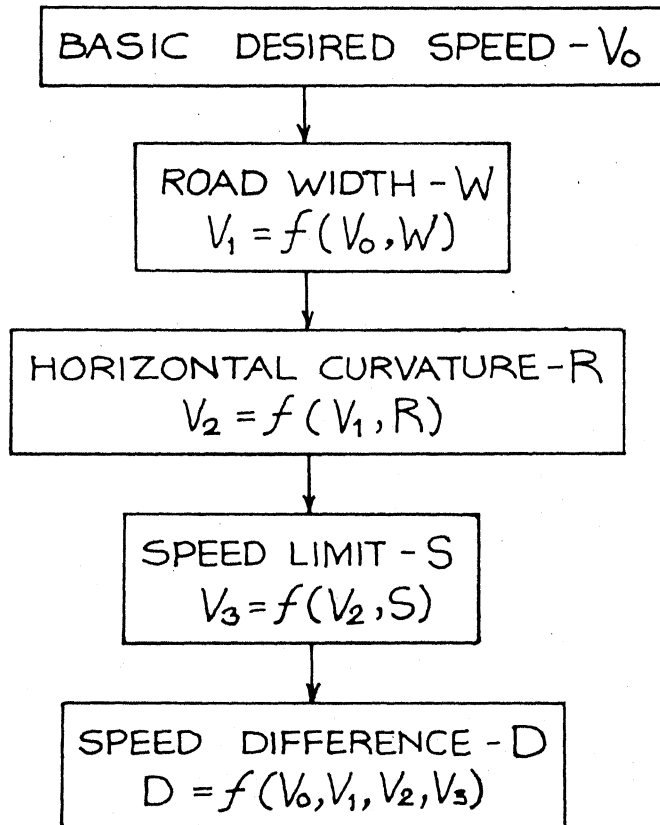 BASIC DESIRED SPEED - V₀
ROAD WIDTH - W
V₁ = f(V₀, W)
HORIZONTAL CURVATURE - R
V₂ = f(V₁, R)
SPEED LIMIT - S
V₃ = f(V₂, S)
SPEED DIFFERENCE - D
D = f(V₀, V₁, V₂, V₃)